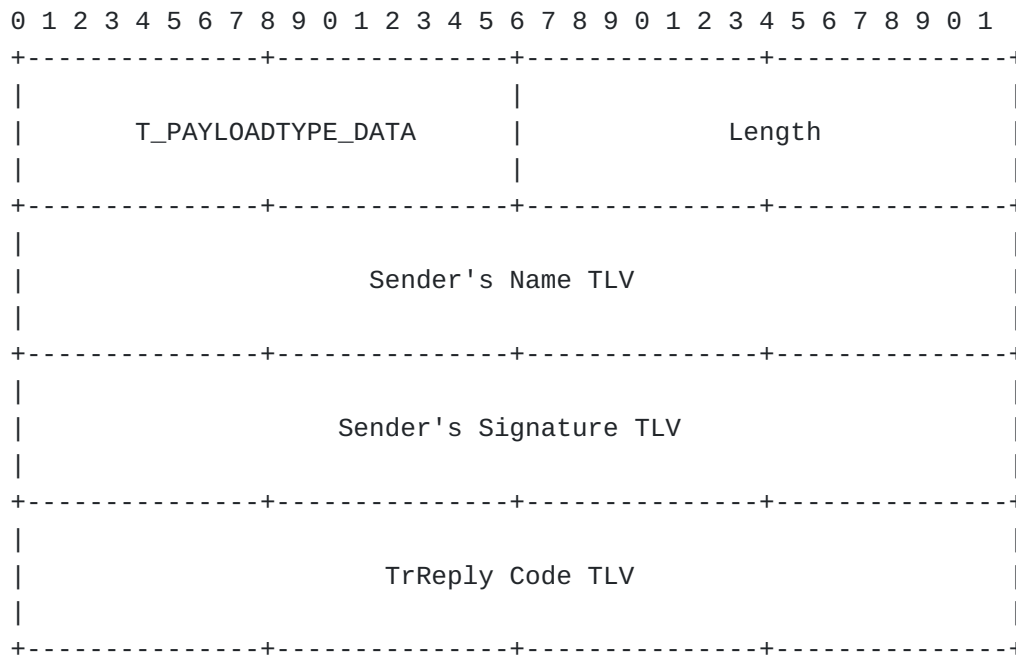 0 1 2 3 4 5 6 7 8 9 0 1 2 3 4 5 6 7 8 9 0 1 2 3 4 5 6 7 8 9 0 1
T_PAYLOADTYPE_DATA Length
Sender's Name TLV
Sender's Signature TLV
TrReply Code TLV